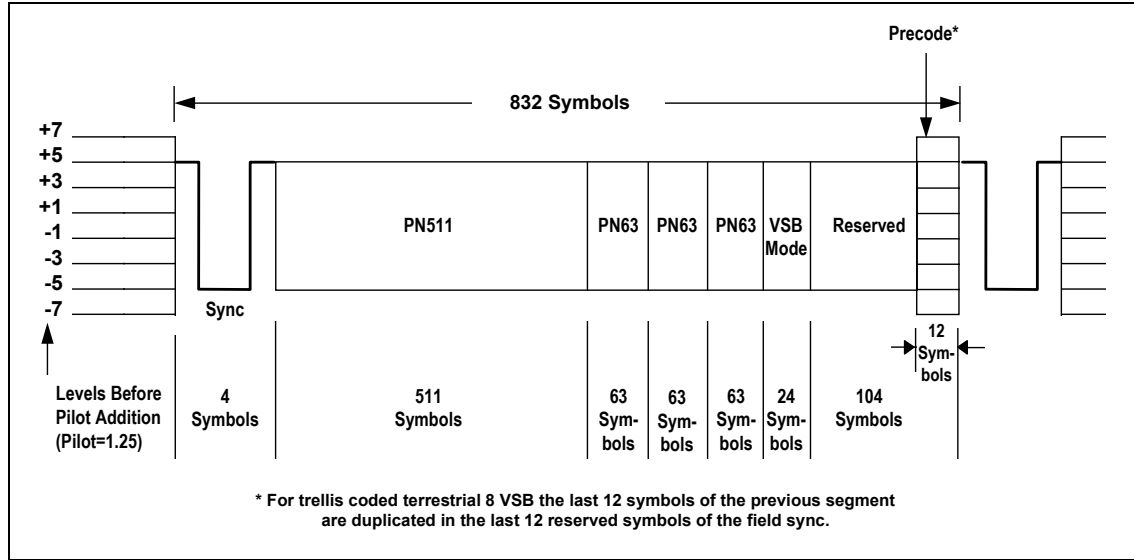 Precode*
832 Symbols
+7
+5
+3
+1
-1
-3
-5
-7
PN511
PN63
PN63
PN63
VSB
Mode
Reserved
Sync
Levels Before
Pilot Addition
(Pilot=1.25)
4
Symbols
511
Symbols
63
Sym-
bols
63
Sym-
bols
63
Sym-
bols
24
Sym-
bols
104
Symbols
12
Sym-
bols
* For trellis coded terrestrial 8 VSB the last 12 symbols of the previous segment
are duplicated in the last 12 reserved symbols of the field sync.